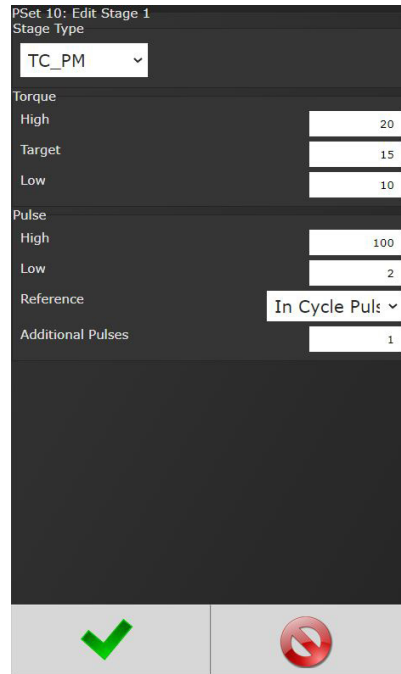 PSet 10: Edit Stage 1
Stage Type
TC_PM
Torque
High 20
Target 15
Low 10
Pulse
High 100
Low 2
Reference In Cycle Puls
Additional Pulses 1